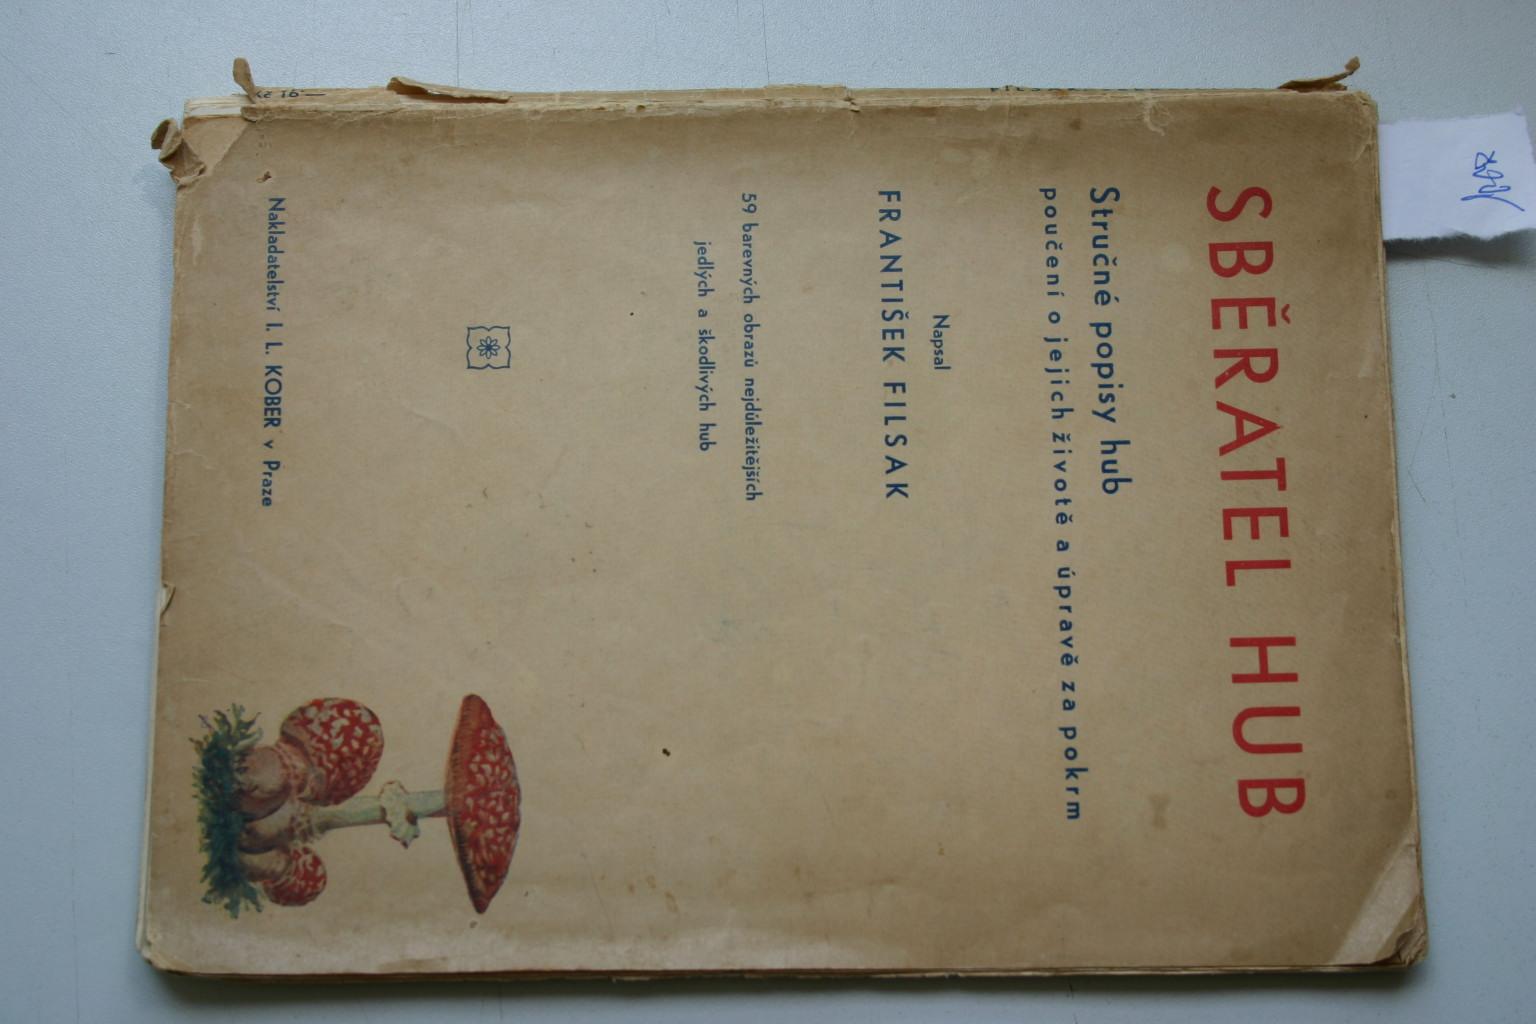 SBĚRATEL HUB
Stručné popisy hub
poučení o jejich životě a úpravě za pokrm
Napsal
FRANTIŠEK FILSAK
59 barevných obrazů nejdůležitějších
jedlých a škodlivých hub
Nakladatelství I. L. KOBER v Praze